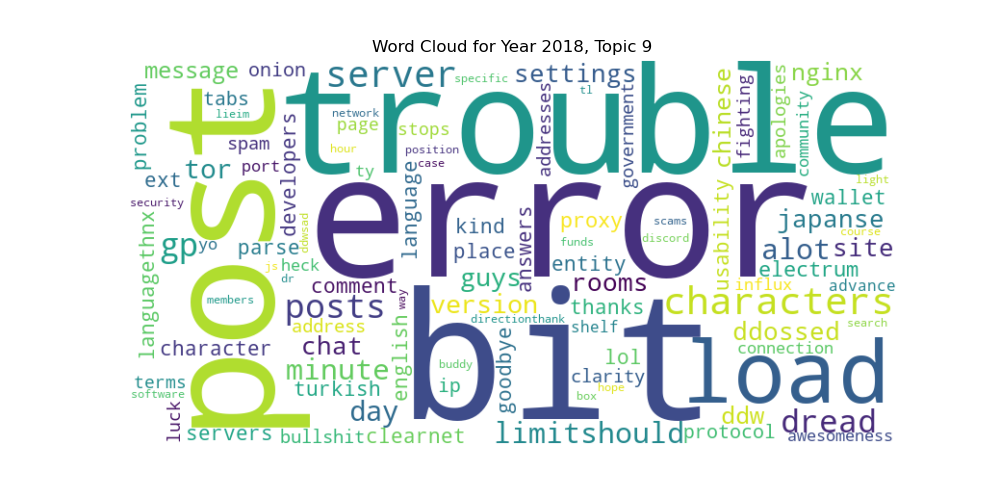 Word Cloud for Year 2018, Topic 9
message onion server specific settings tl nginx
problem tabs lieim trouble addresses governments chinese fighting apologies community
network page stops hour position case
spam tor port ext security developers ty language light
post error
gp yo parse js heck dr ddwsad kind place answers proxy scams funds discord entity usability wallet japanse course alot site electrum
languagethnx members comment way guys rooms influx advance
posts version thanks characters
address directionthank shelf ddossed search
character chat english bit goodbye lol connection load
minute buddy clarity
terms software turkish ip hope box
luck day ddw dread
servers bullshit clearnet limitshould protocol awesomeness